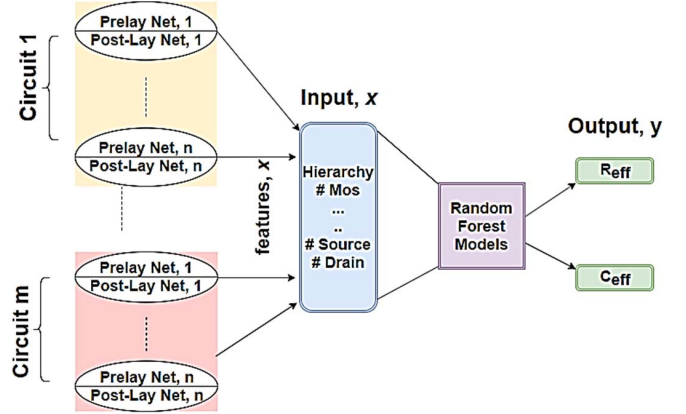 Circuit 1
Prelay Net, 1
Post-Lay Net, 1
Prelay Net, n
Post-Lay Net, n
Circuit m
Prelay Net, 1
Post-Lay Net, 1
Prelay Net, n
Post-Lay Net, n
features, x
Input, x
Hierarchy
# Mos
...
..
# Source
# Drain
Random
Forest
Models
Output, y
Reff
Ceff